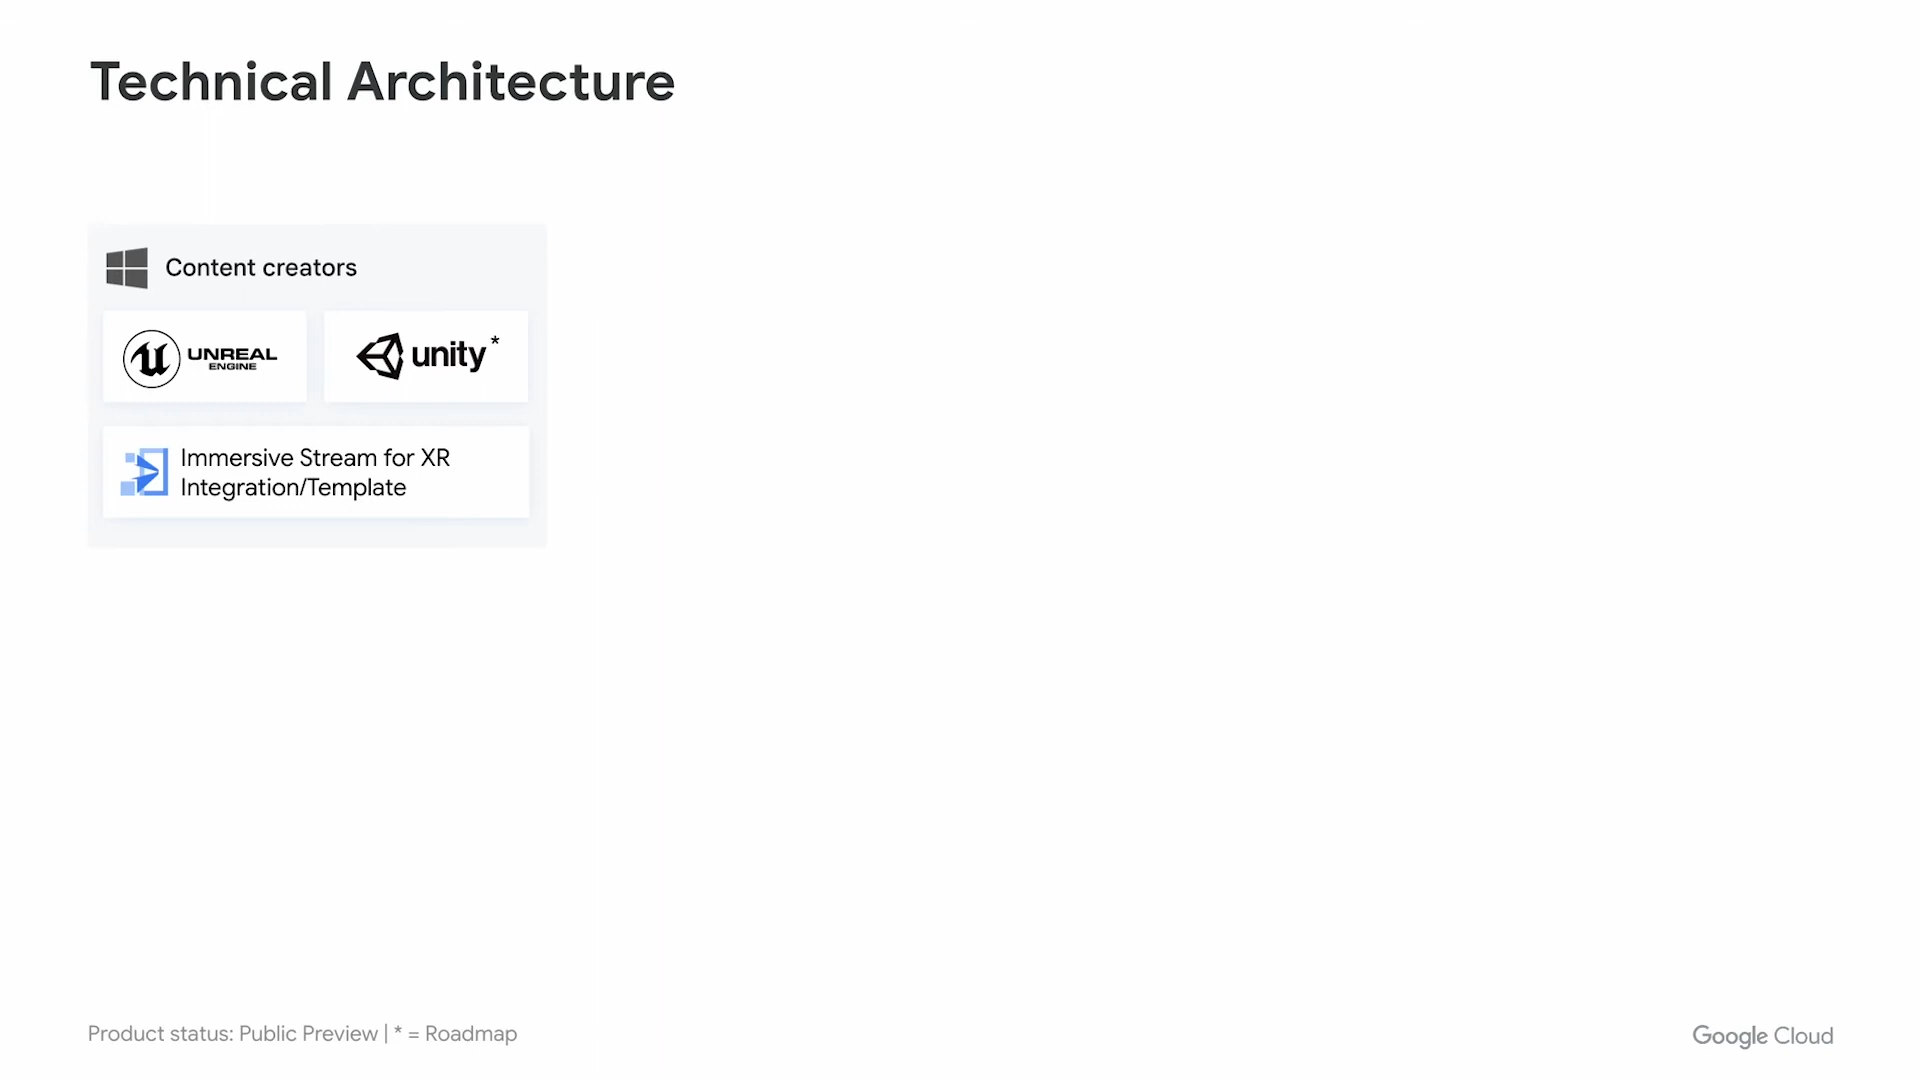 Technical Architecture
Content creators
UNREAL
ENGINE
unity*
Immersive Stream for XR
Integration/Template
Product status: Public Preview | * = Roadmap
Google Cloud